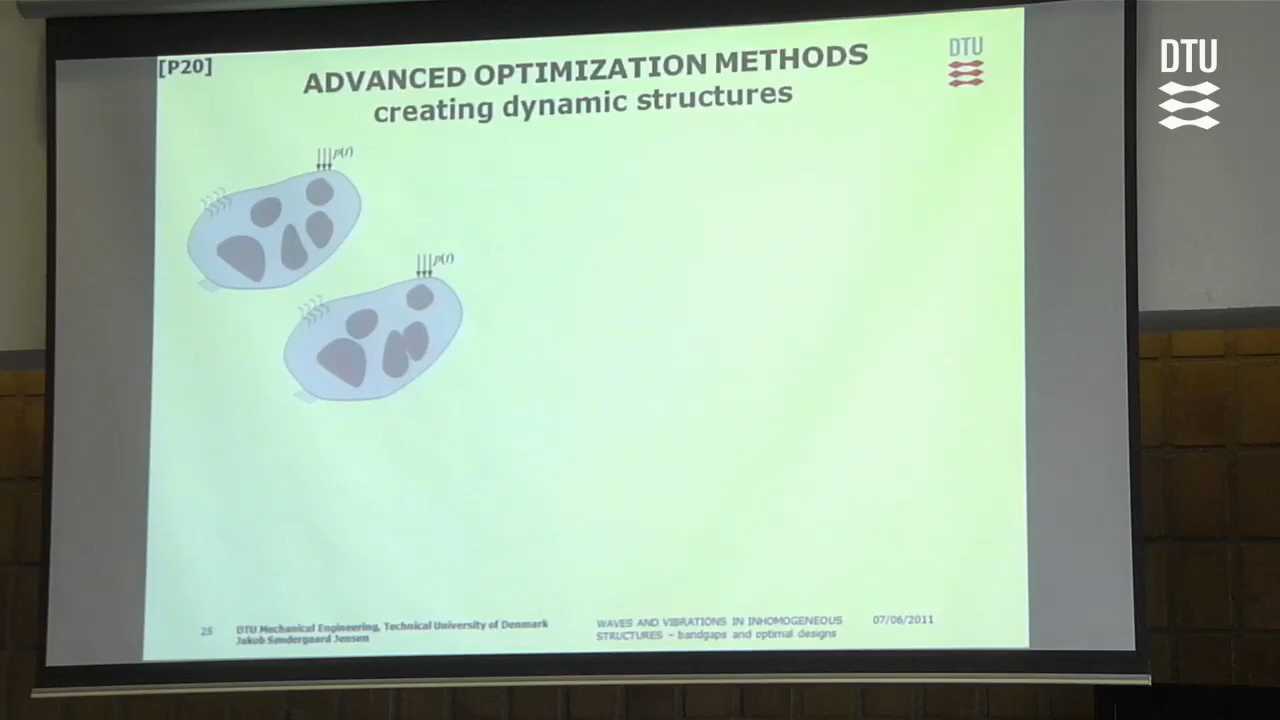 [P20]
ADVANCED OPTIMIZATION METHODS
creating dynamic structures
DTU
DTU
p(t)
p(t)
25
DTU Mechanical Engineering, Technical University of Denmark
Jakob Søndergaard Jensen
WAVES AND VIBRATIONS IN INHOMOGENEOUS
STRUCTURES – bandgaps and optimal designs
07/06/2011